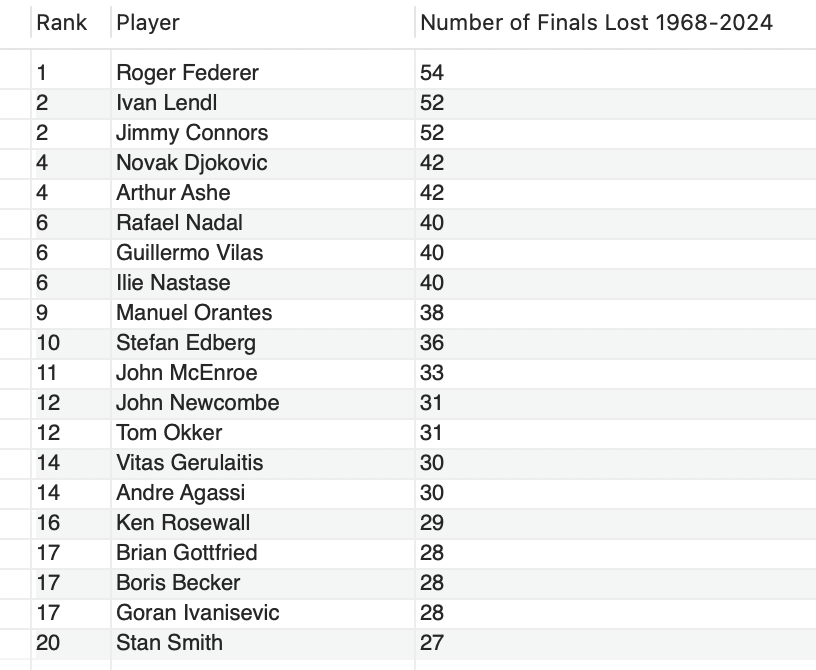 Rank Player Number of Finals Lost 1968-2024
1 Roger Federer 54
2 Ivan Lendl 52
2 Jimmy Connors 52
4 Novak Djokovic 42
4 Arthur Ashe 42
6 Rafael Nadal 40
6 Guillermo Vilas 40
6 Ilie Nastase 40
9 Manuel Orantes 38
10 Stefan Edberg 36
11 John McEnroe 33
12 John Newcombe 31
12 Tom Okker 31
14 Vitas Gerulaitis 30
14 Andre Agassi 30
16 Ken Rosewall 29
17 Brian Gottfried 28
17 Boris Becker 28
17 Goran Ivanisevic 28
20 Stan Smith 27